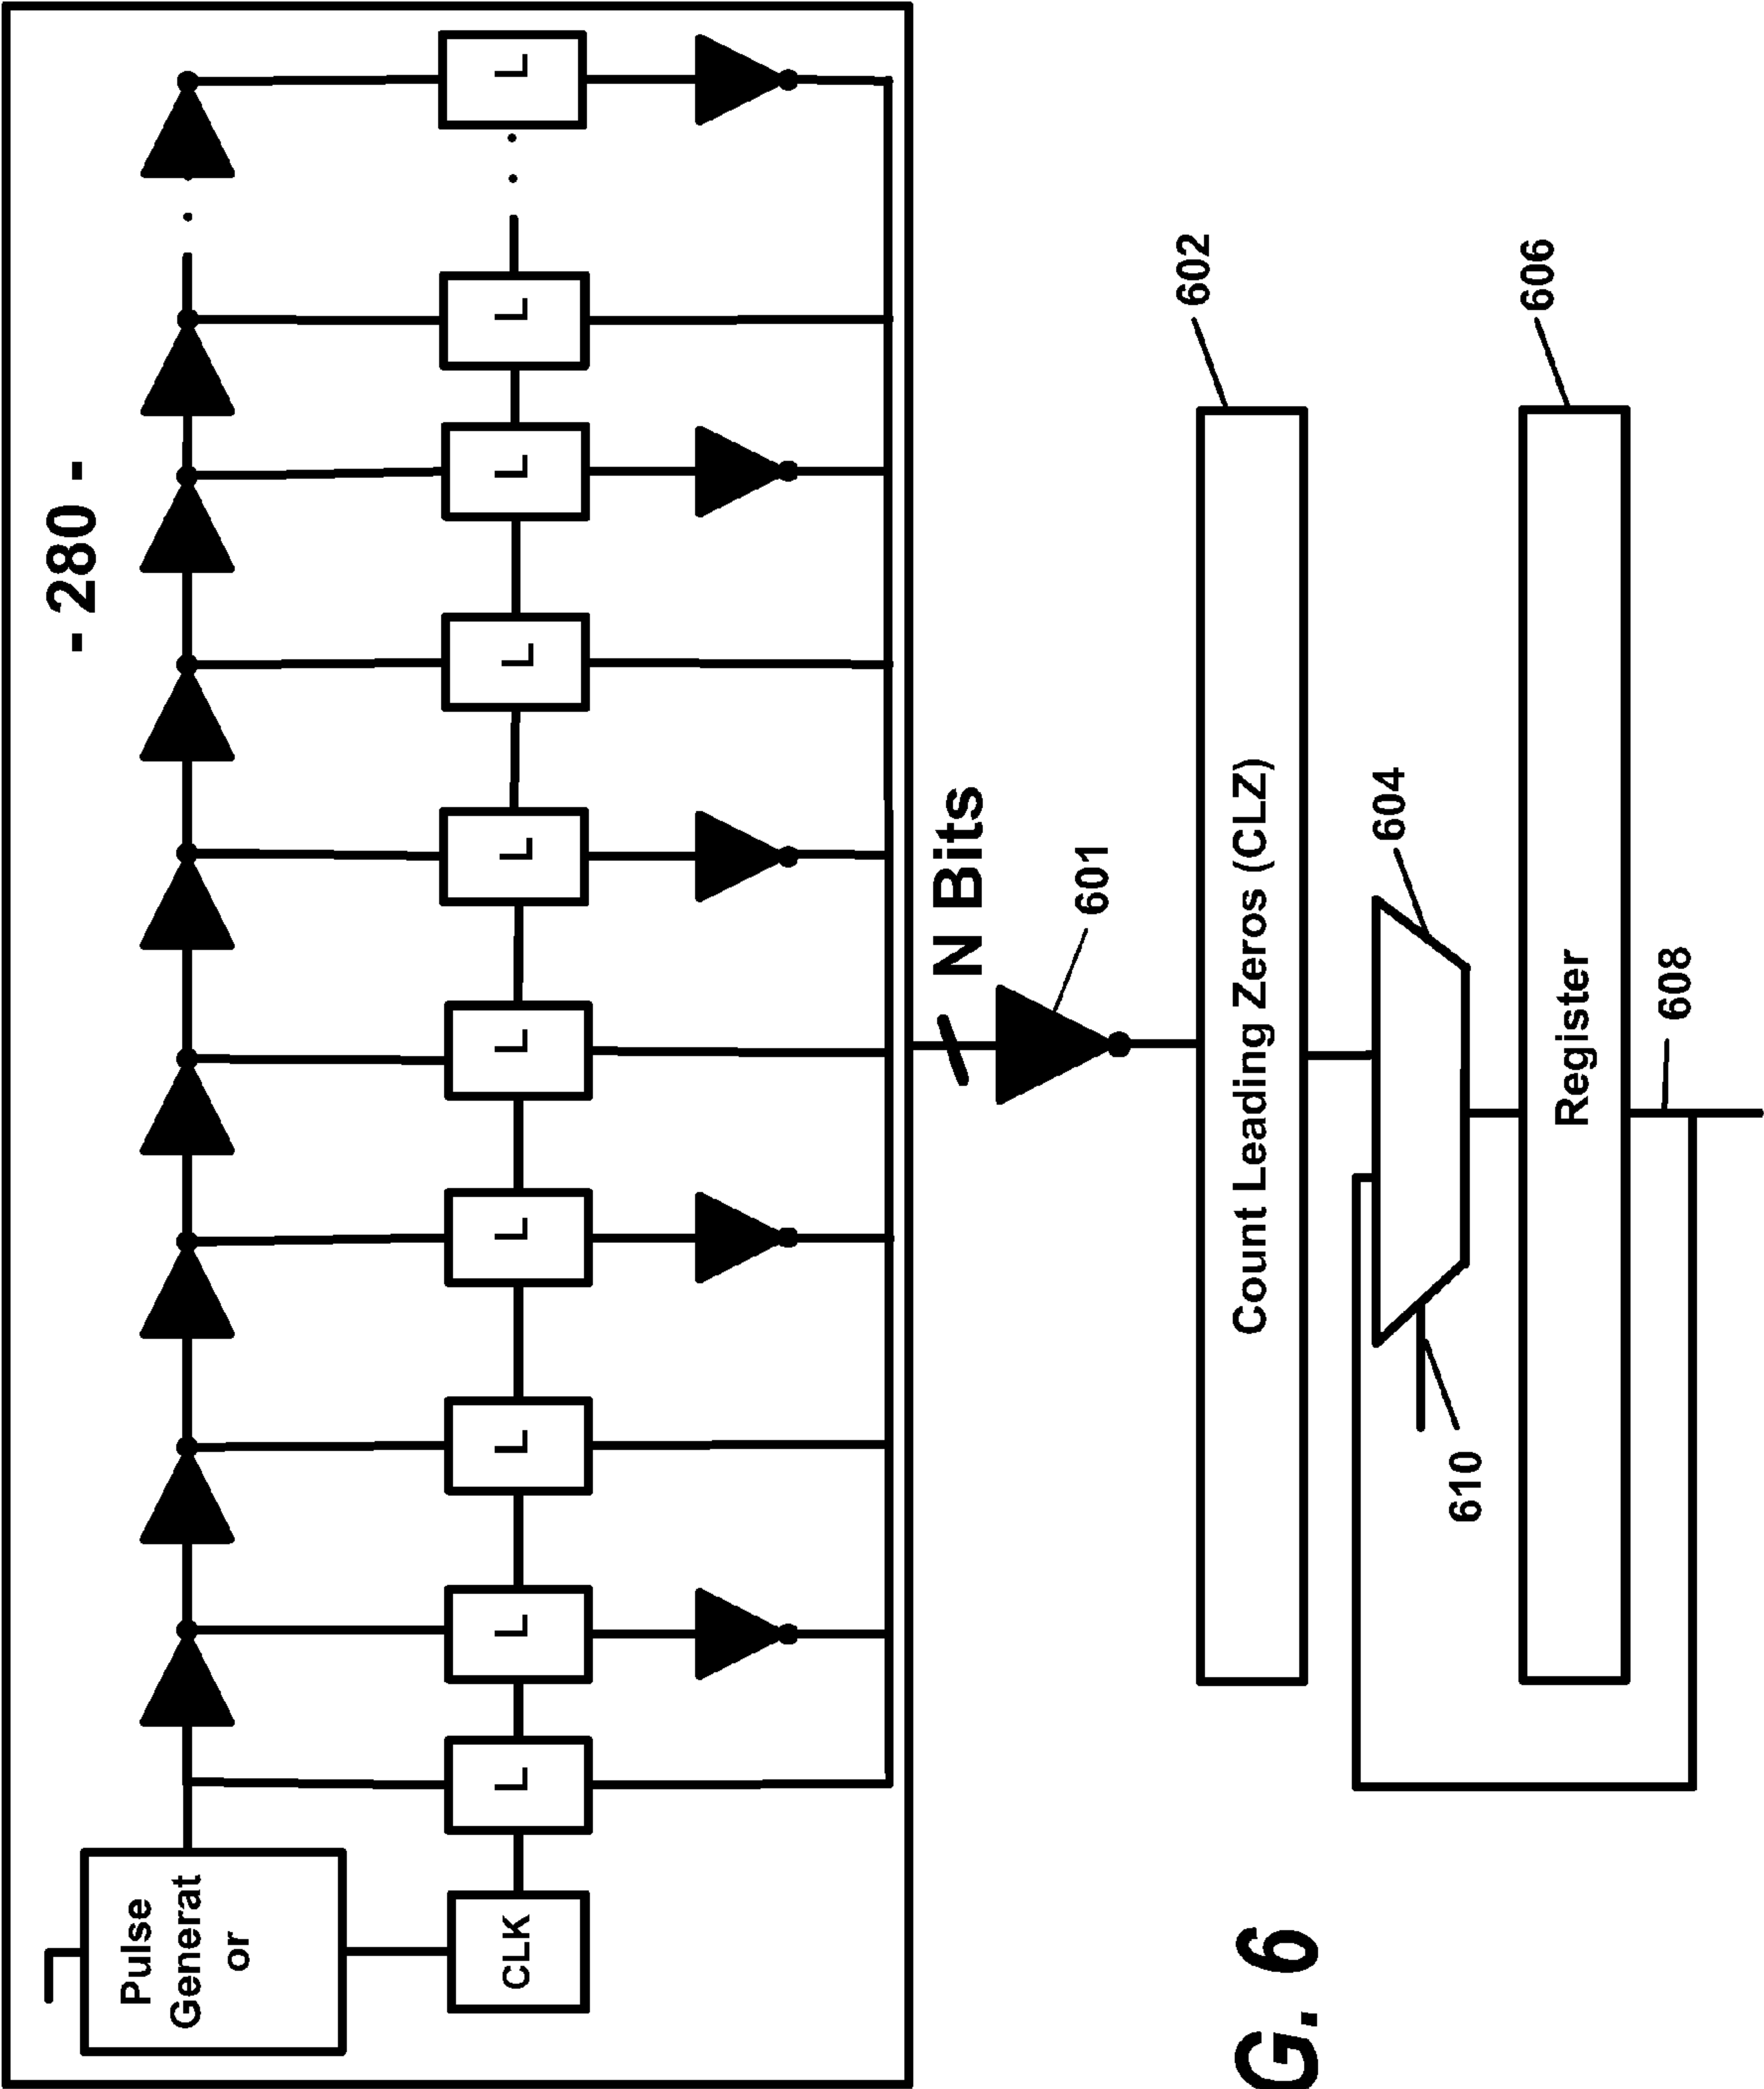 - 280 -
Pulse
Generat
or
CLK
L
L
L
L
L
L
L
L
L
L
L
N Bits
601
602
Count Leading Zeros (CLZ)
604
610
606
Register
608
G. 6